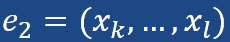 e₂ = (xₖ, ..., xₗ)